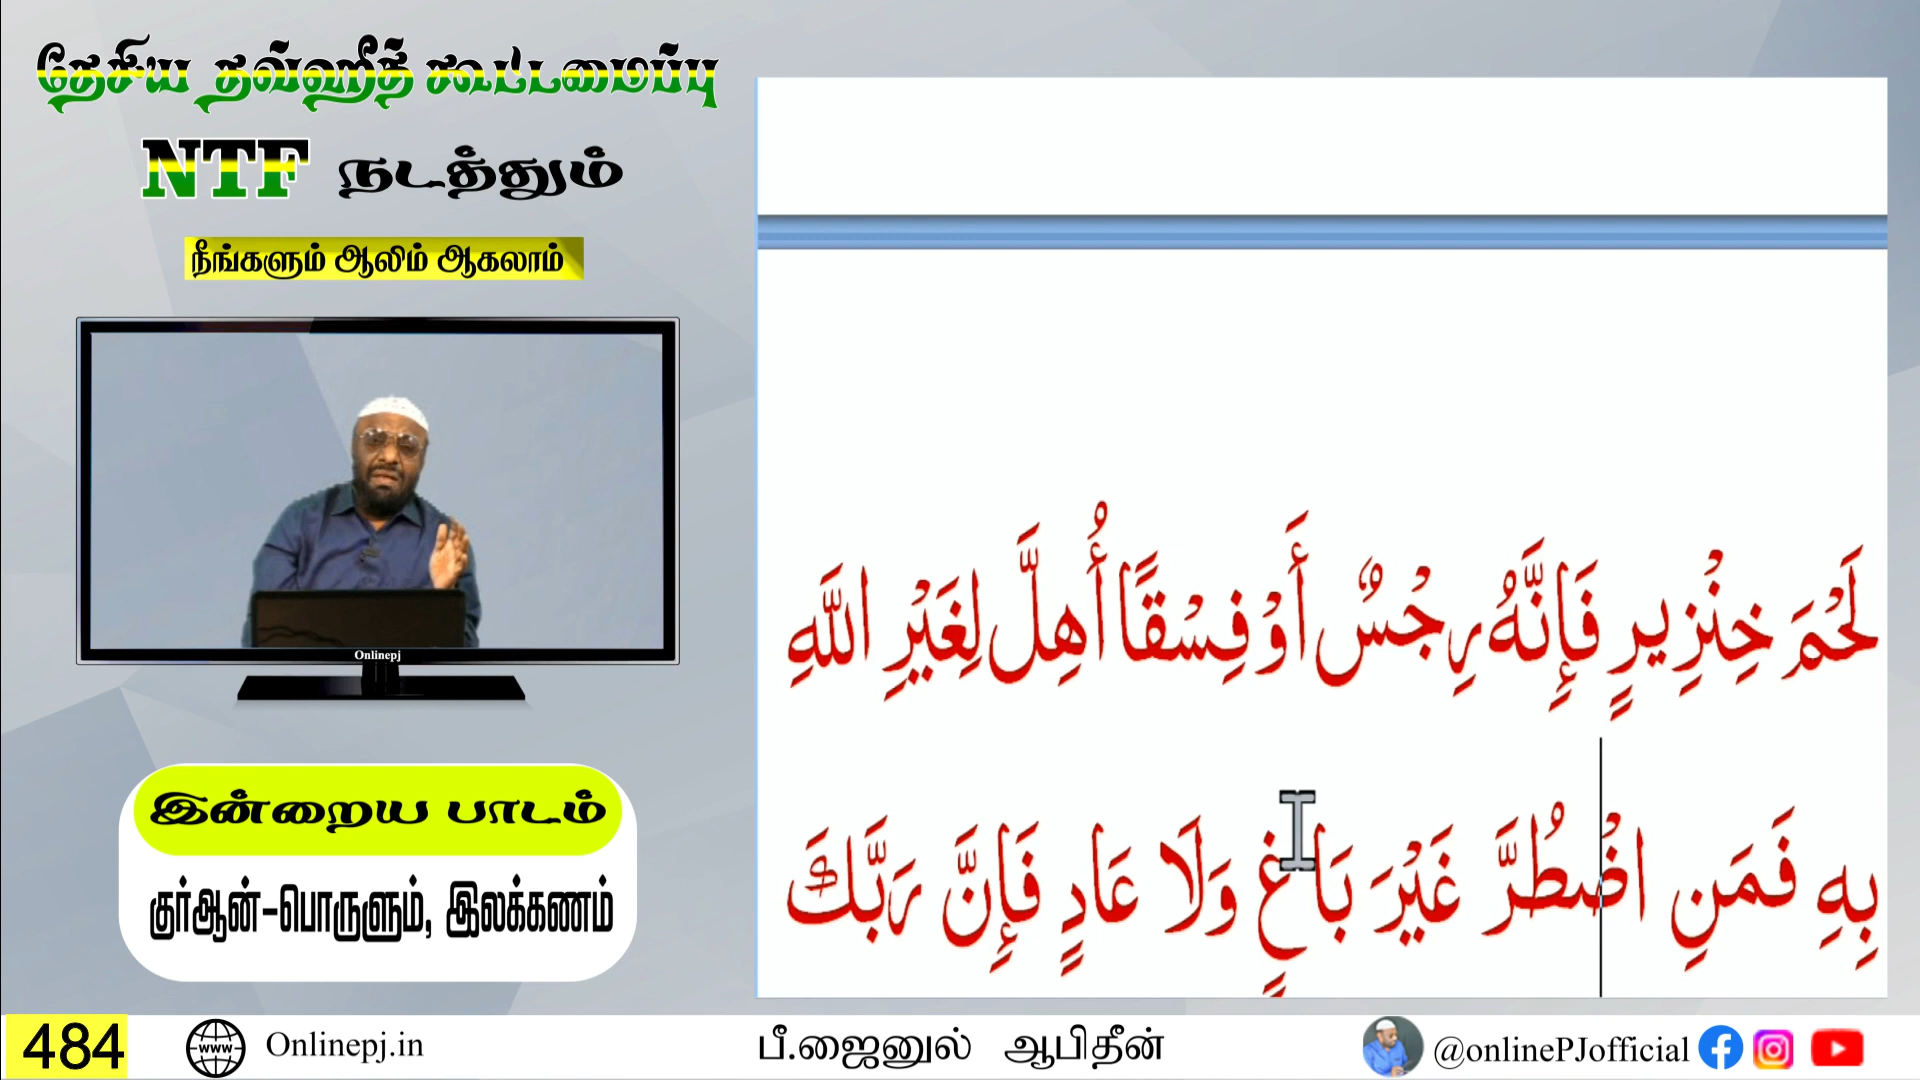 தேசிய தவ்ஹீத் கூட்டமைப்பு
NTF நடத்தும்
நீங்களும் ஆலிம் ஆகலாம்
Onlinepj
இன்றைய பாடம்
குர்ஆன்-பொருளும், இலக்கணம்
لَحْمَ خِنْزِيرٍ فَإِنَّهُ رِجْسٌ أَوْ فِسْقًا أُهِلَّ لِغَيْرِ اللَّهِ
بِهِ فَمَنِ اضْطُرَّ غَيْرَ بَاغٍ وَلَا عَادٍ فَإِنَّ رَبَّكَ
484
www
Onlinepj.in
பீ.ஜைனுல் ஆபிதீன்
@onlinePJofficial